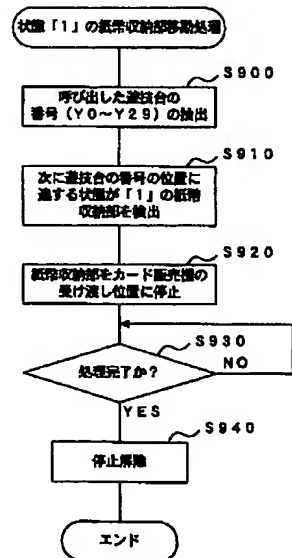 状態「1」の紙幣収納部移動処理
S900
呼び出した遊技台の
番号(Y0〜Y29)の抽出
S910
次に遊技台の番号の位置に
達する状態が「1」の紙幣
収納部を検出
S920
紙幣収納部をカード販売機の
受け渡し位置に停止
S930
処理完了か?
NO
YES
S940
停止解除
エンド